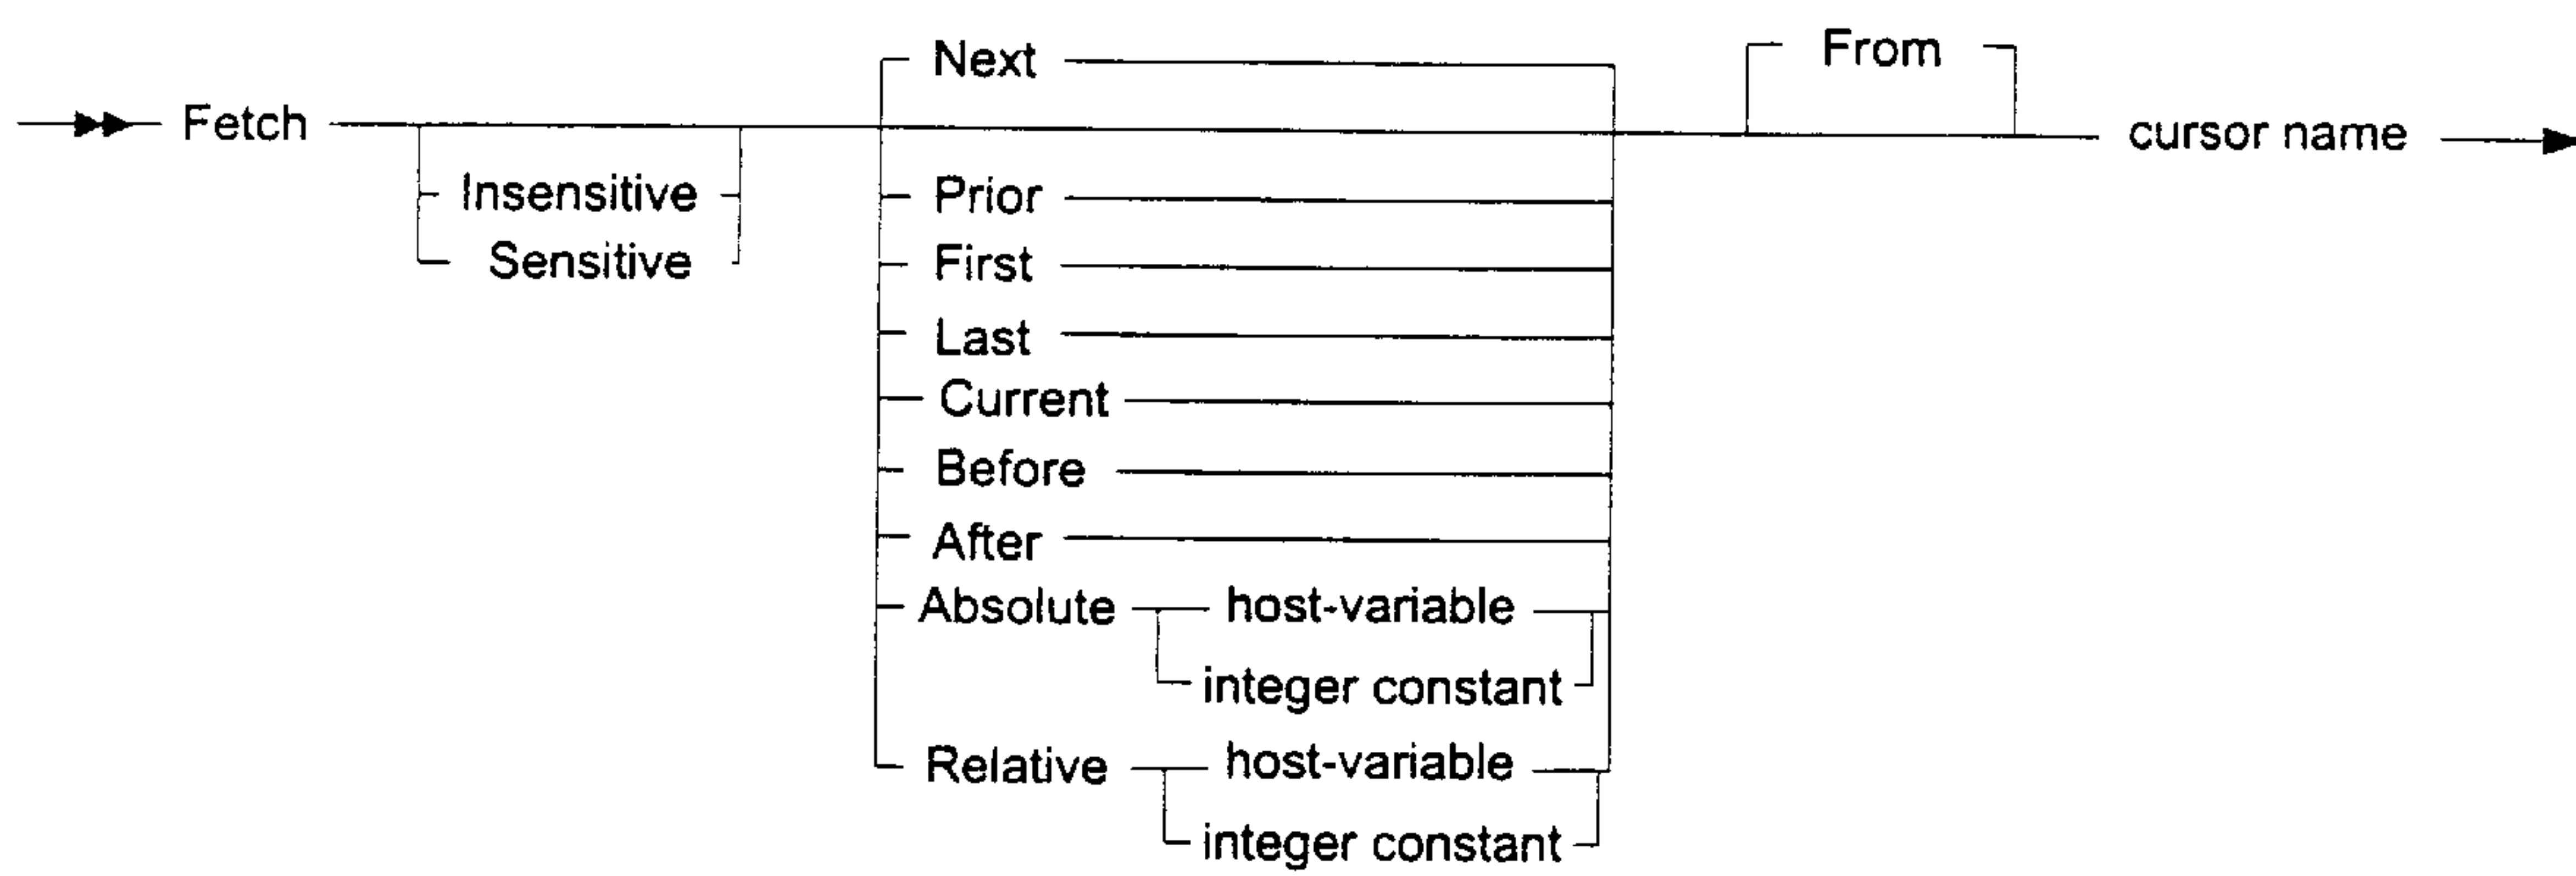 Next
From
Fetch
cursor name
Insensitive
Prior
Sensitive
First
Last
Current
Before
After
Absolute host-variable
integer constant
Relative host-variable
integer constant